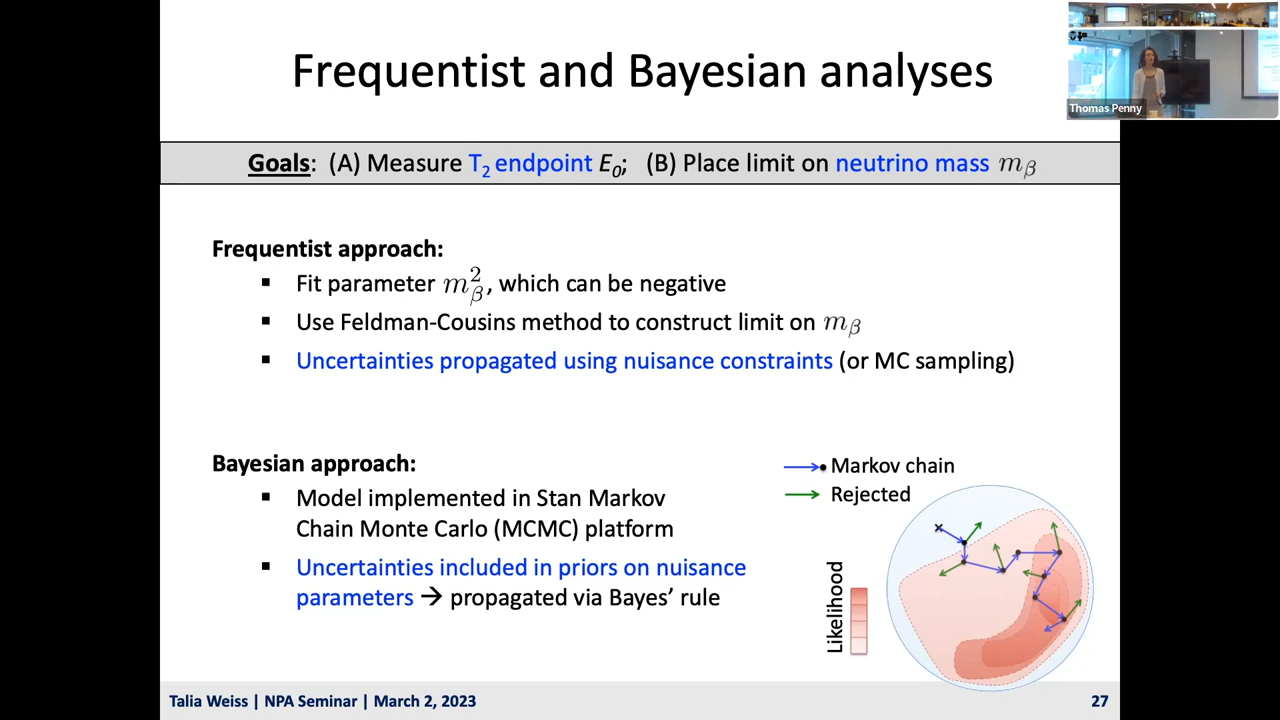 Frequentist and Bayesian analyses
Thomas Penny
Goals: (A) Measure T₂ endpoint E₀; (B) Place limit on neutrino mass m_β
Frequentist approach:
▪ Fit parameter m²_β, which can be negative
▪ Use Feldman-Cousins method to construct limit on m_β
▪ Uncertainties propagated using nuisance constraints (or MC sampling)
Bayesian approach:
▪ Model implemented in Stan Markov
Chain Monte Carlo (MCMC) platform
▪ Uncertainties included in priors on nuisance
parameters → propagated via Bayes’ rule
Markov chain
Rejected
Likelihood
Talia Weiss | NPA Seminar | March 2, 2023
27